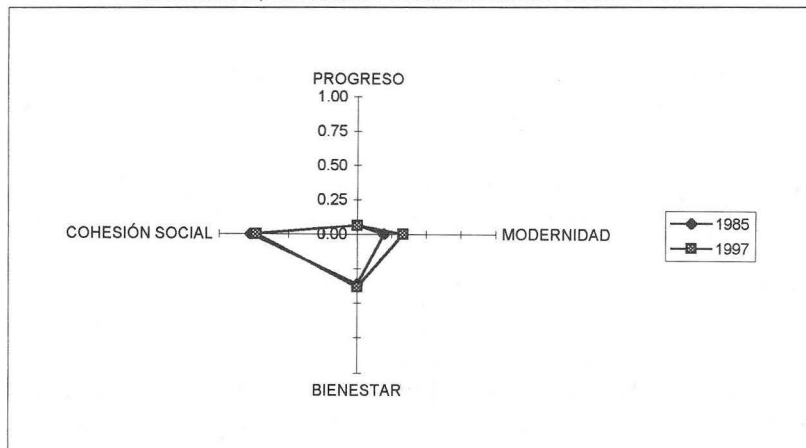 PROGRESO
1.00
0.75
0.50
0.25
0.00
COHESIÓN SOCIAL
MODERNIDAD
BIENESTAR
1985
1997